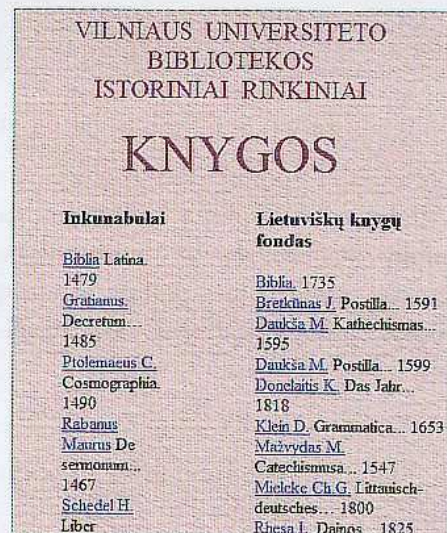 VILNIAUS UNIVERSITETO
BIBLIOTEKOS
ISTORINIAI RINKINIAI
KNYGOS
Inkunabulai
Biblia Latina.
1479
Gratianus.
Decretum...
1485
Ptolemaeus C.
Cosmographia.
1490
Rabanus
Maurus De
sermonum...
1467
Schedel H.
Liber
Lietuviškų knygų
fondas
Biblia. 1735
Bretkūnas J. Postilla... 1591
Daukša M. Kathechismas...
1595
Daukša M. Postilla... 1599
Donelaitis K. Das Jahr...
1818
Klein D. Grammatica... 1653
Mažvydas M.
Catechismusa... 1547
Mielcke Ch.G. Littauisch-
deutsches... 1800
Rhesa L. Dainos... 1825